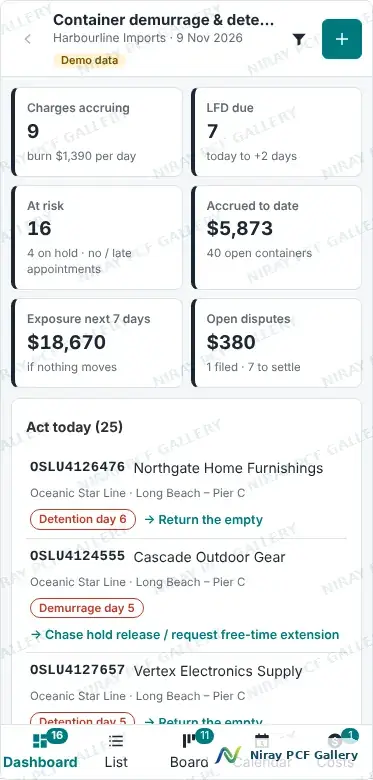 Container demurrage & dete...
Harbourline Imports · 9 Nov 2026
Demo data
Charges accruing
9
burn $1,390 per day
LFD due
7
today to +2 days
At risk
16
4 on hold · no / late
appointments
Accrued to date
$5,873
40 open containers
Exposure next 7 days
$18,670
if nothing moves
Open disputes
$380
1 filed · 7 to settle
Act today (25)
OSLU4126476 Northgate Home Furnishings
Oceanic Star Line · Long Beach – Pier C
Detention day 6 → Return the empty
OSLU4124555 Cascade Outdoor Gear
Oceanic Star Line · Long Beach – Pier C
Demurrage day 5
→ Chase hold release / request free-time extension
OSLU4127657 Vertex Electronics Supply
Oceanic Star Line · Long Beach – Pier C
Detention day 5 → Return the empty
16 11 1
Dashboard List Board Calendar Costs
Niray PCF Gallery
NIRAY PCF GALLERY